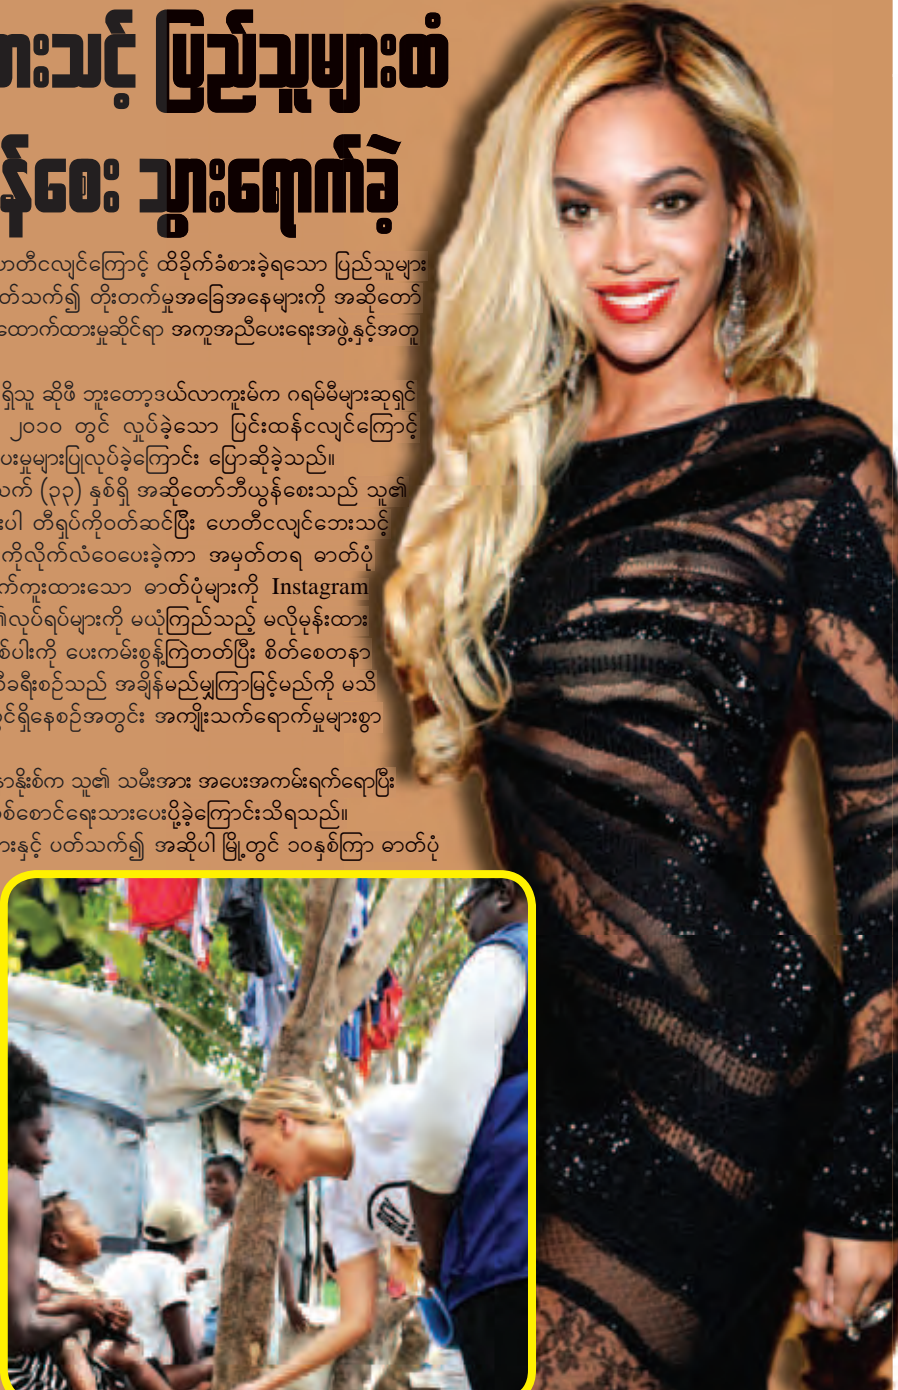 ားသင့် ပြည်သူများထံ
န်စေး သွားရောက်ခဲ့
ဟေတီငလျင်ကြောင့် ထိခိုက်ခံစားခဲ့ရသော ပြည်သူများ
တ်သက်၍ တိုးတက်မှုအခြေအနေများကို အဆိုတော်
ထောက်ထားမှုဆိုင်ရာ အကူအညီပေးရေးအဖွဲ့နှင့်အတူ
ရှိသူ ဆိုဖီ ဘူးတော့ဒယ်လာကူးမ်က ဂရမ်မီများဆုရှင်
၂၀၁၀ တွင် လှုပ်ခဲ့သော ပြင်းထန်ငလျင်ကြောင့်
ပေးမှုများပြုလုပ်ခဲ့ကြောင်း ပြောဆိုခဲ့သည်။
သက် (၃၃) နှစ်ရှိ အဆိုတော်ဘီယွန်စေးသည် သူ၏
းပါ တီရှပ်ကိုဝတ်ဆင်ပြီး ဟေတီငလျင်ဘေးသင့်
ကိုလိုက်လံဝေပေးခဲ့ကာ အမှတ်တရ ဓာတ်ပုံ
က်ကူးထားသော ဓာတ်ပုံများကို Instagram
၏လုပ်ရပ်များကို မယုံကြည်သည့် မလိုမုန်းထား
စ်ပါးကို ပေးကမ်းစွန့်ကြဲတတ်ပြီး စိတ်စေတနာ
ခရီးစဉ်သည် အချိန်မည်မျှကြာမြင့်မည်ကို မသိ
င်ရှိနေစဉ်အတွင်း အကျိုးသက်ရောက်မှုများစွာ
နာနိုးစ်က သူ၏ သမီးအား အပေးအကမ်းရက်ရောပြီး
စ်စောင်ရေးသားပေးပို့ခဲ့ကြောင်းသိရသည်။
ားနှင့် ပတ်သက်၍ အဆိုပါ မြို့တွင် ၁၀နှစ်ကြာ ဓာတ်ပုံ